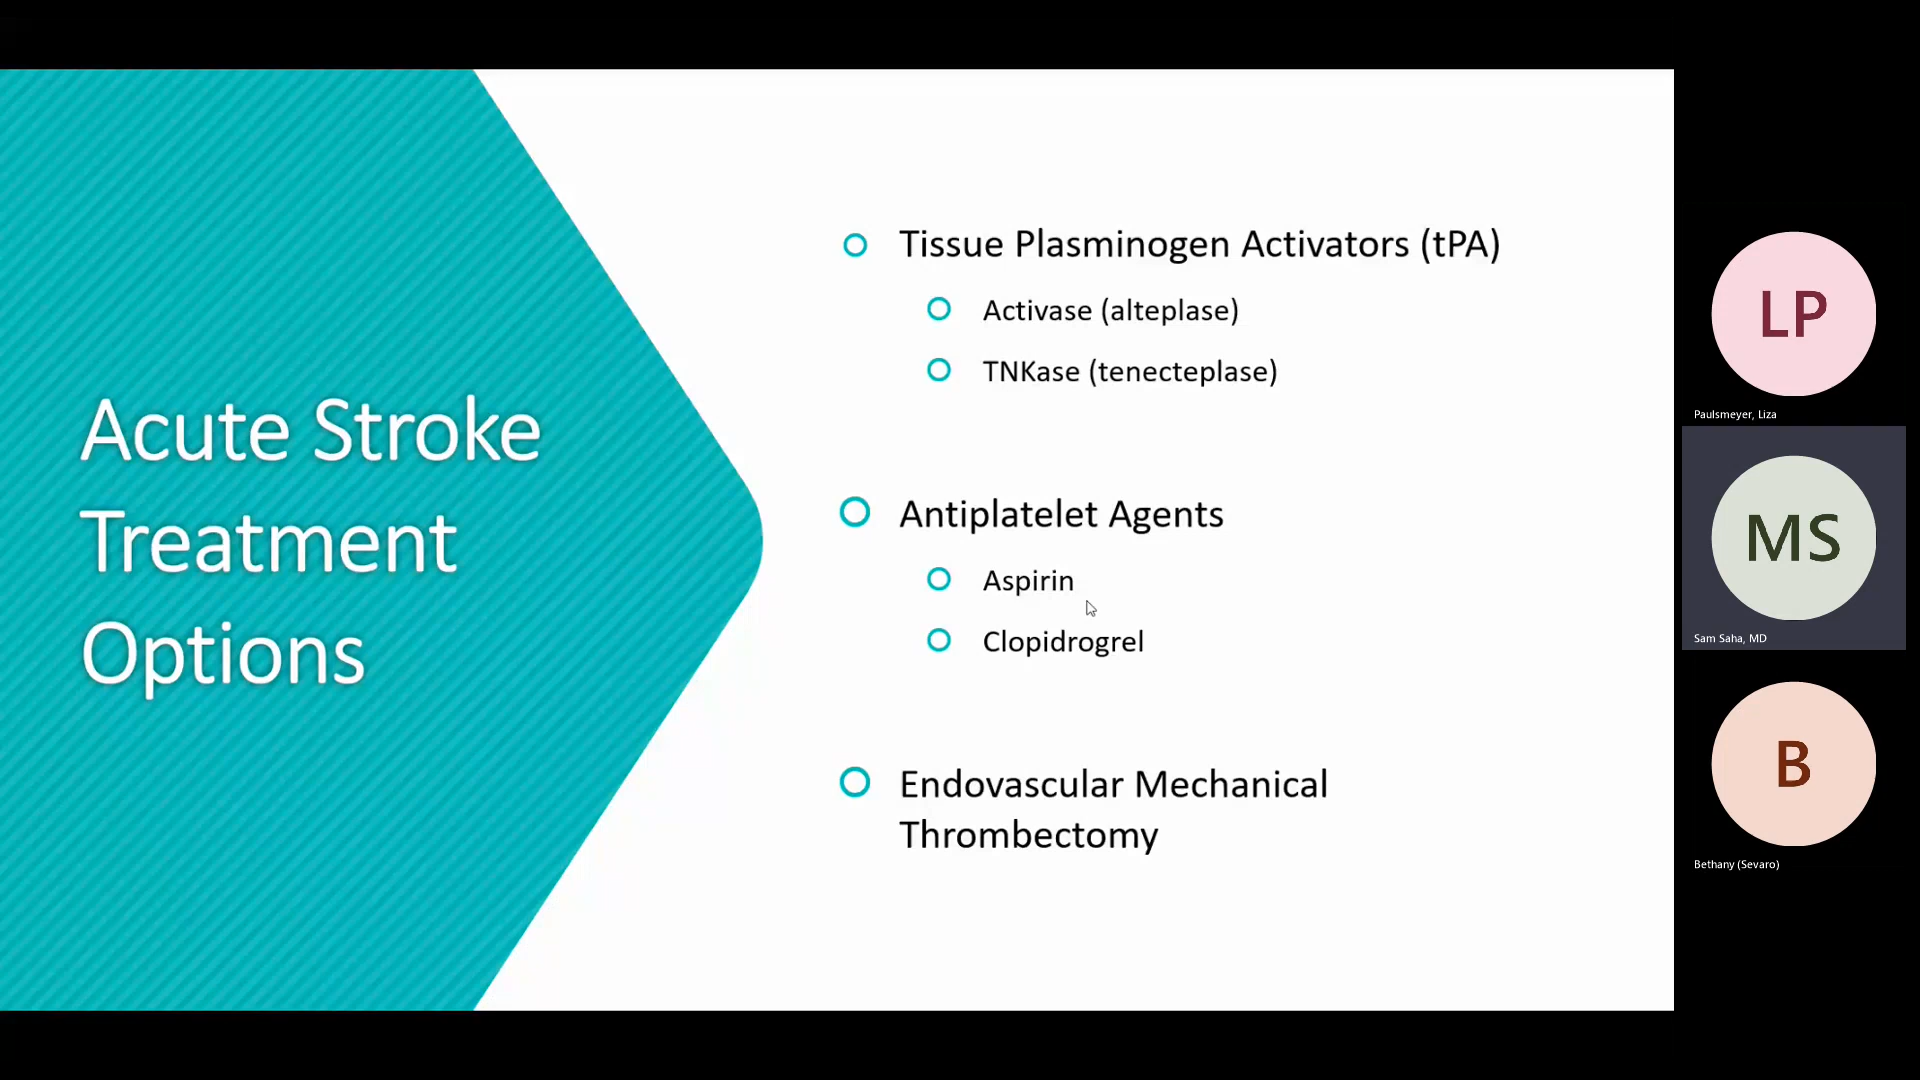 Acute Stroke
Treatment
Options
Tissue Plasminogen Activators (tPA)
Activase (alteplase)
TNKase (tenecteplase)
Antiplatelet Agents
Aspirin
Clopidrogrel
Endovascular Mechanical
Thrombectomy
LP
Paulsmeyer, Liza
MS
Sam Saha, MD
B
Bethany (Sevaro)